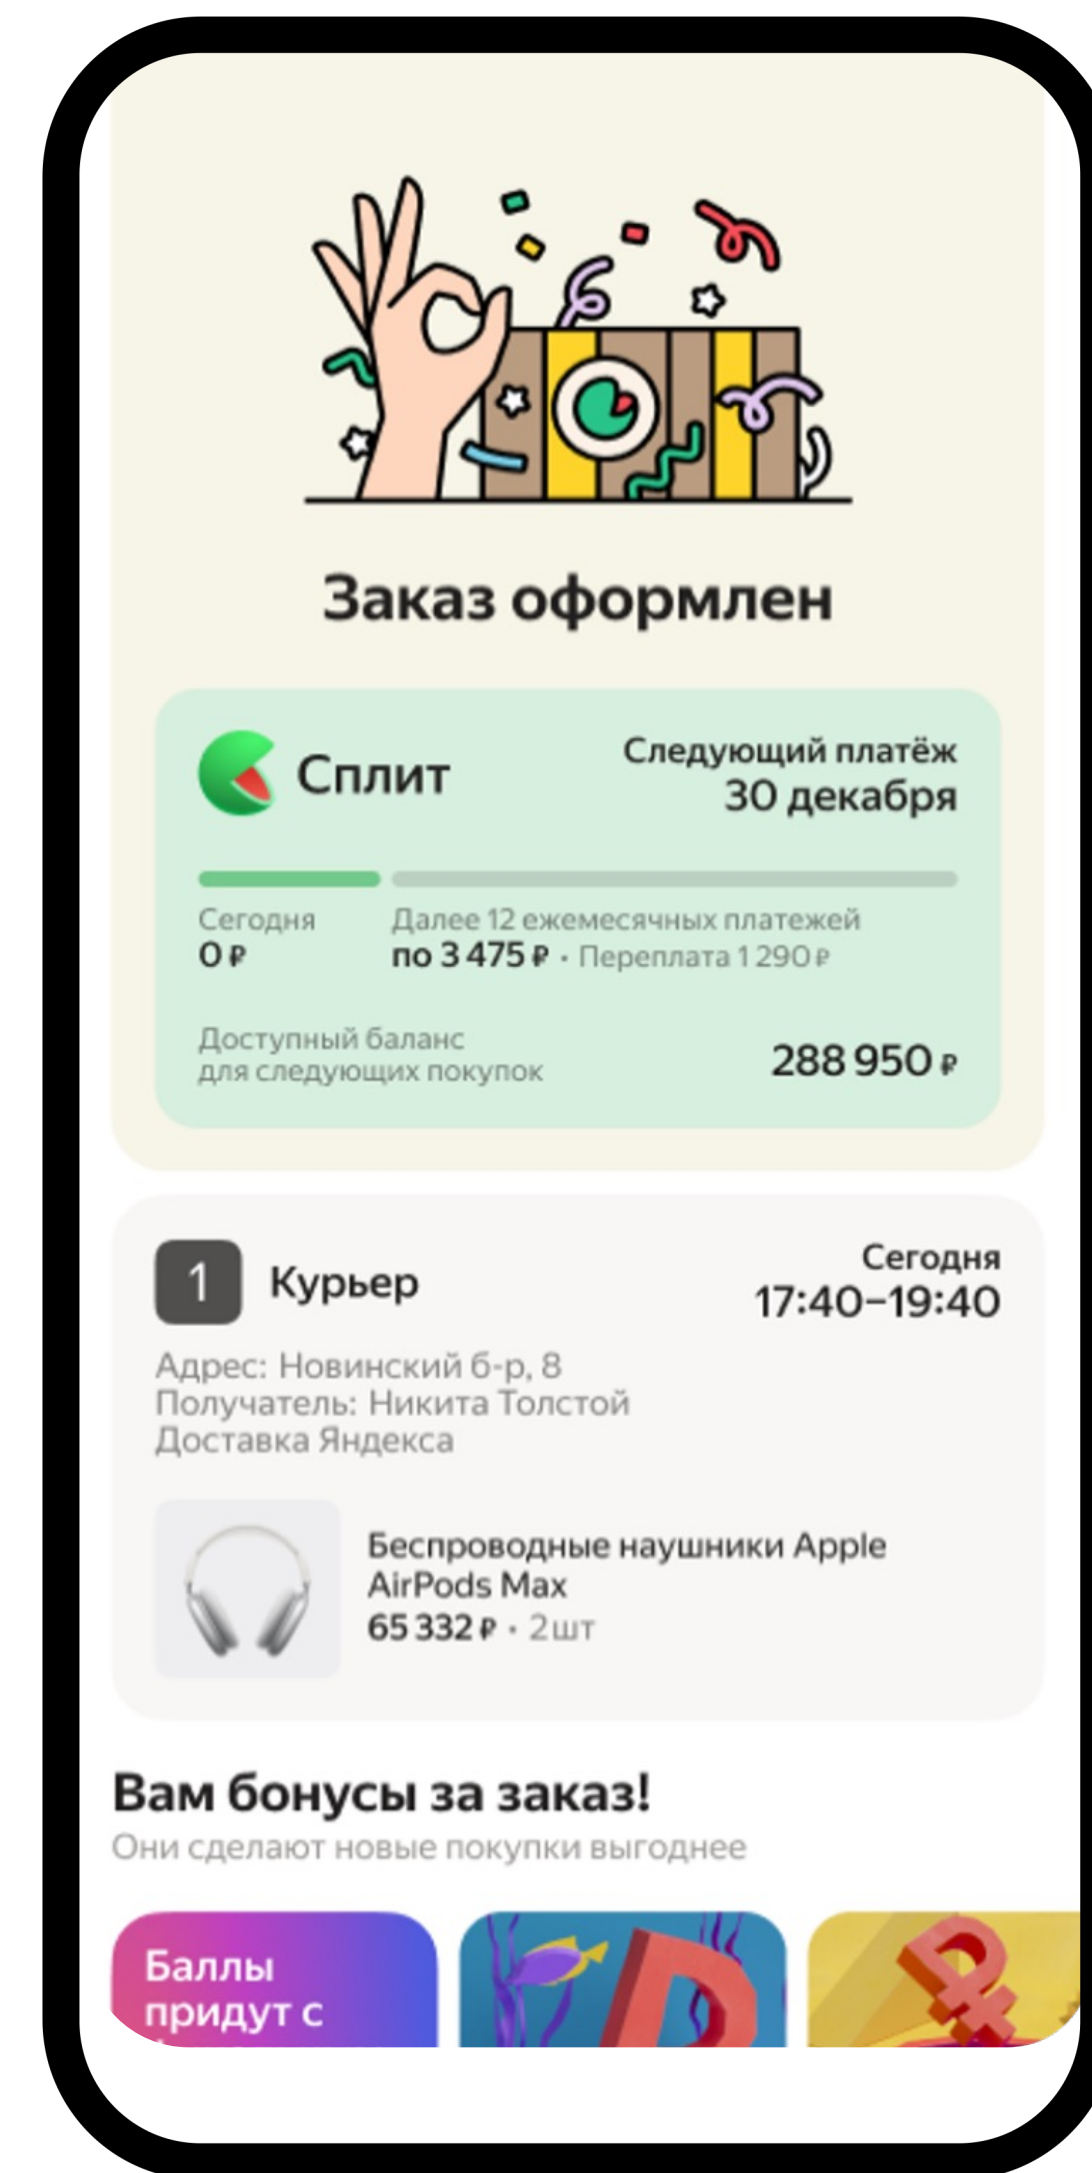 Заказ оформлен
Сплит
Следующий платёж
30 декабря
Сегодня
0 ₽
Далее 12 ежемесячных платежей
по 3 475 ₽ • Переплата 1 290 ₽
Доступный баланс
для следующих покупок
288 950 ₽
1
Курьер
Сегодня
17:40–19:40
Адрес: Новинский б-р, 8
Получатель: Никита Толстой
Доставка Яндекса
Беспроводные наушники Apple
AirPods Max
65 332 ₽ • 2 шт
Вам бонусы за заказ!
Они сделают новые покупки выгоднее
Баллы
придут с